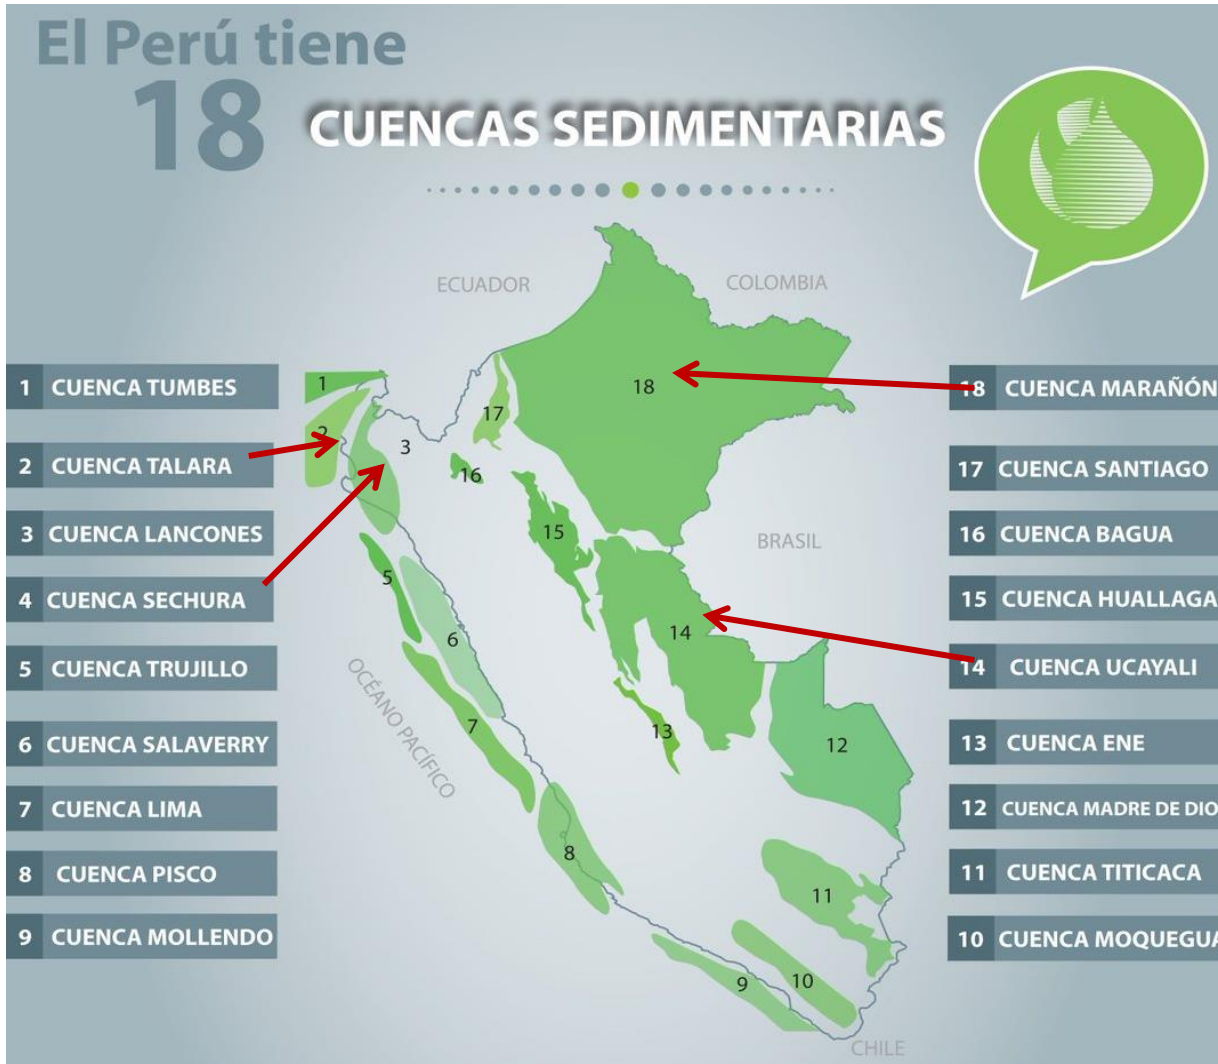 El Perú tiene
18
CUENCAS SEDIMENTARIAS
ECUADOR
COLOMBIA
BRASIL
OCÉANO PACÍFICO
CHILE
1 CUENCA TUMBES
2 CUENCA TALARA
3 CUENCA LANCONES
4 CUENCA SECHURA
5 CUENCA TRUJILLO
6 CUENCA SALAVERRY
7 CUENCA LIMA
8 CUENCA PISCO
9 CUENCA MOLLENDO
1
2
3
5
6
7
8
9
10
11
12
13
14
15
16
17
18
18 CUENCA MARAÑÓN
17 CUENCA SANTIAGO
16 CUENCA BAGUA
15 CUENCA HUALLAGA
14 CUENCA UCAYALI
13 CUENCA ENE
12 CUENCA MADRE DE DIO
11 CUENCA TITICACA
10 CUENCA MOQUEGUA